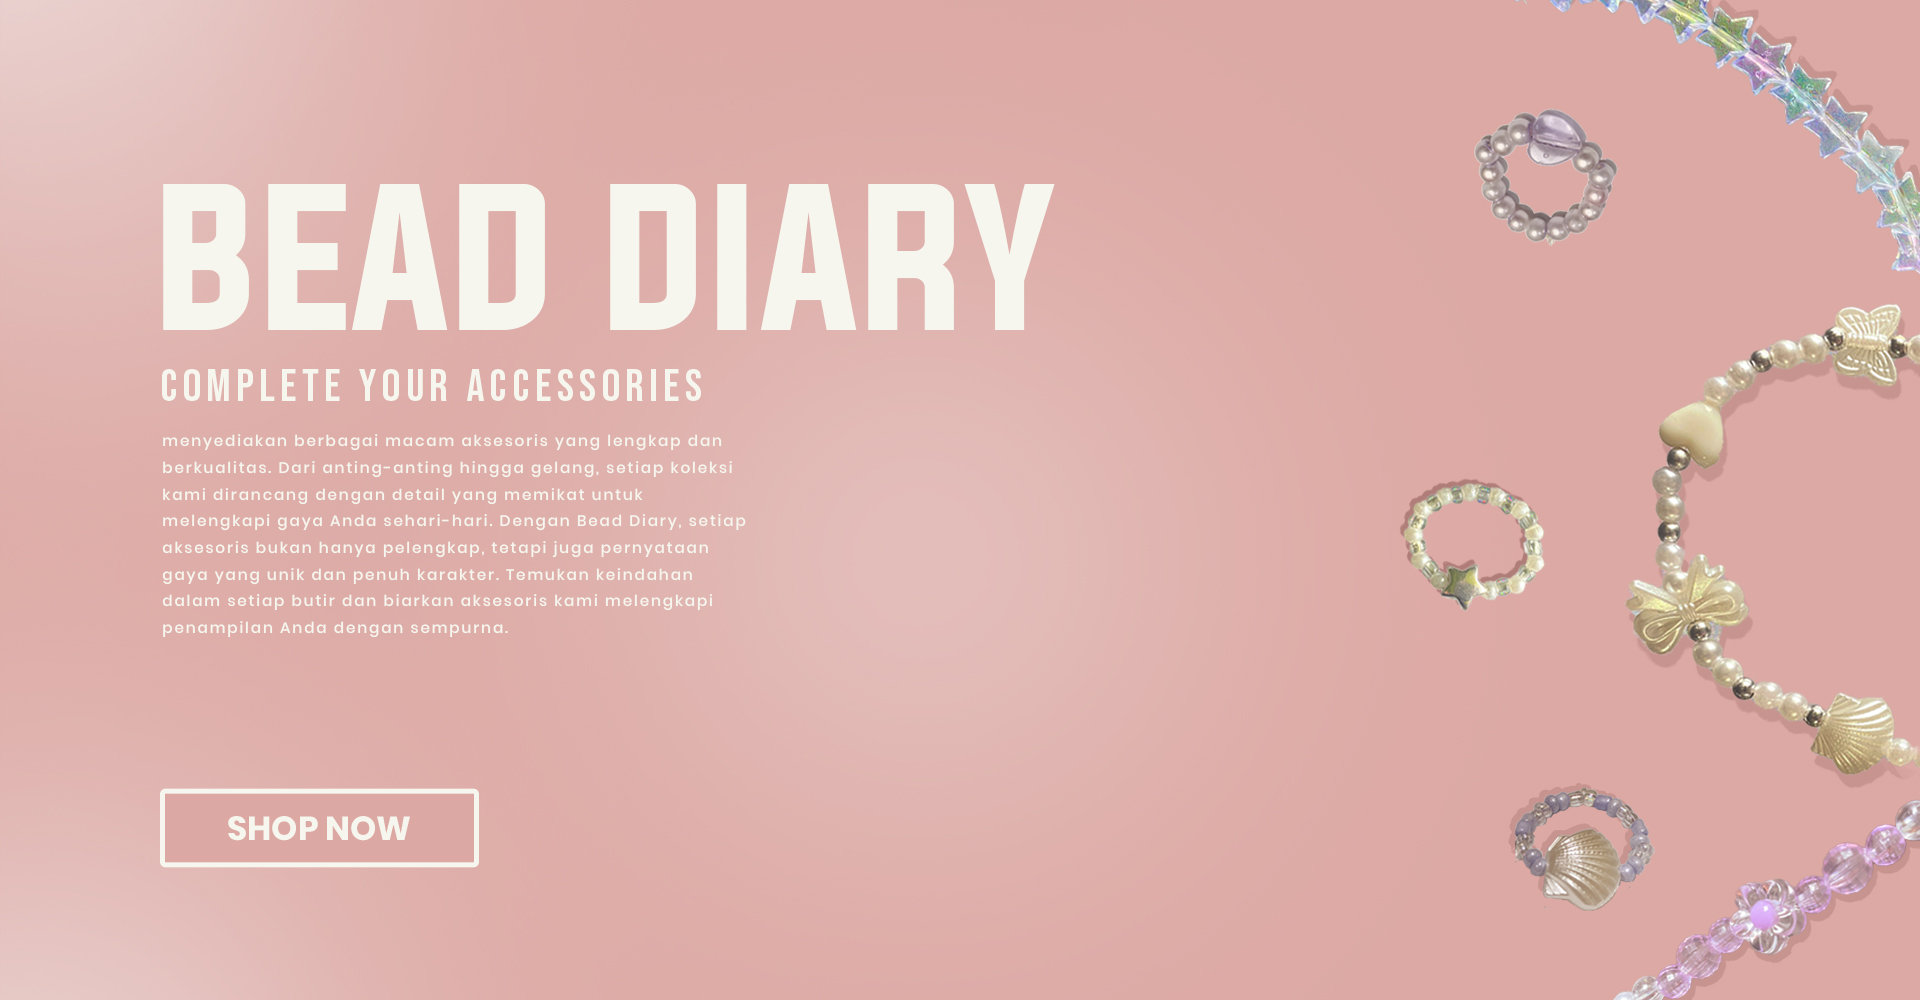 BEAD DIARY
COMPLETE YOUR ACCESSORIES
menyediakan berbagai macam aksesoris yang lengkap dan
berkualitas. Dari anting-anting hingga gelang, setiap koleksi
kami dirancang dengan detail yang memikat untuk
melengkapi gaya Anda sehari-hari. Dengan Bead Diary, setiap
aksesoris bukan hanya pelengkap, tetapi juga pernyataan
gaya yang unik dan penuh karakter. Temukan keindahan
dalam setiap butir dan biarkan aksesoris kami melengkapi
penampilan Anda dengan sempurna.
SHOP NOW